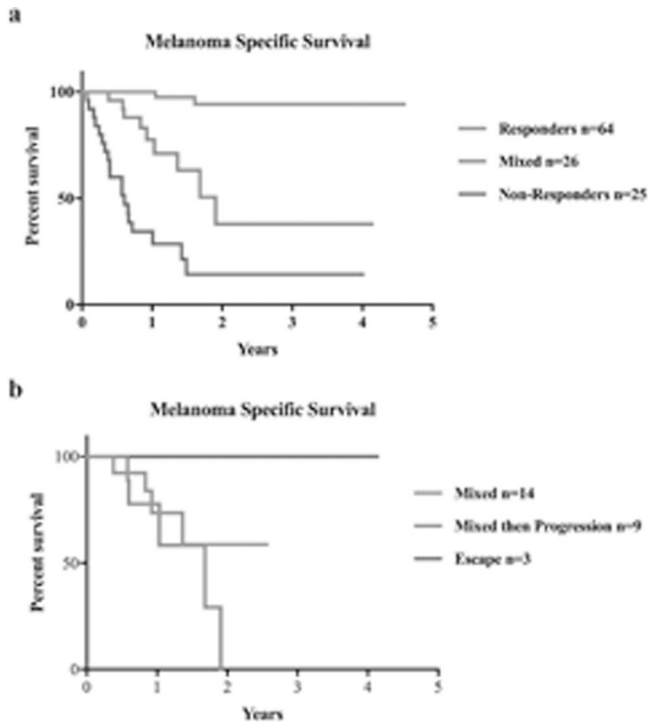 a
Melanoma Specific Survival
100
50
0
Percent survival
0 1 2 3 4 5
Years
Responders n=64
Mixed n=26
Non-Responders n=25
b
Melanoma Specific Survival
100
50
0
Percent survival
0 1 2 3 4 5
Years
Mixed n=14
Mixed then Progression n=9
Escape n=3